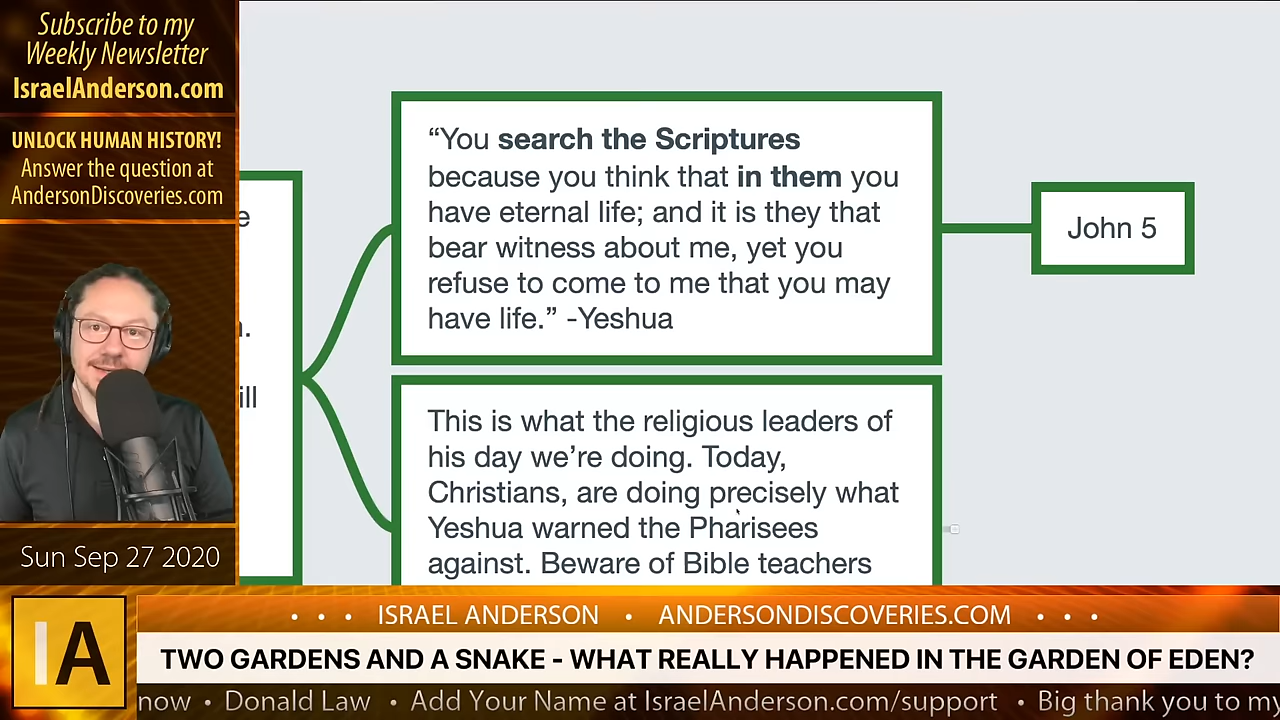 Subscribe to my
Weekly Newsletter
IsraelAnderson.com
UNLOCK HUMAN HISTORY!
Answer the question at
AndersonDiscoveries.com
e
.
ill
“You search the Scriptures
because you think that in them you
have eternal life; and it is they that
bear witness about me, yet you
refuse to come to me that you may
have life.” -Yeshua
John 5
This is what the religious leaders of
his day we’re doing. Today,
Christians, are doing precisely what
Yeshua warned the Pharisees
against. Beware of Bible teachers
Sun Sep 27 2020
• • • ISRAEL ANDERSON • ANDERSONDISCOVERIES.COM • • •
IA
TWO GARDENS AND A SNAKE - WHAT REALLY HAPPENED IN THE GARDEN OF EDEN?
now • Donald Law • Add Your Name at IsraelAnderson.com/support • Big thank you to my